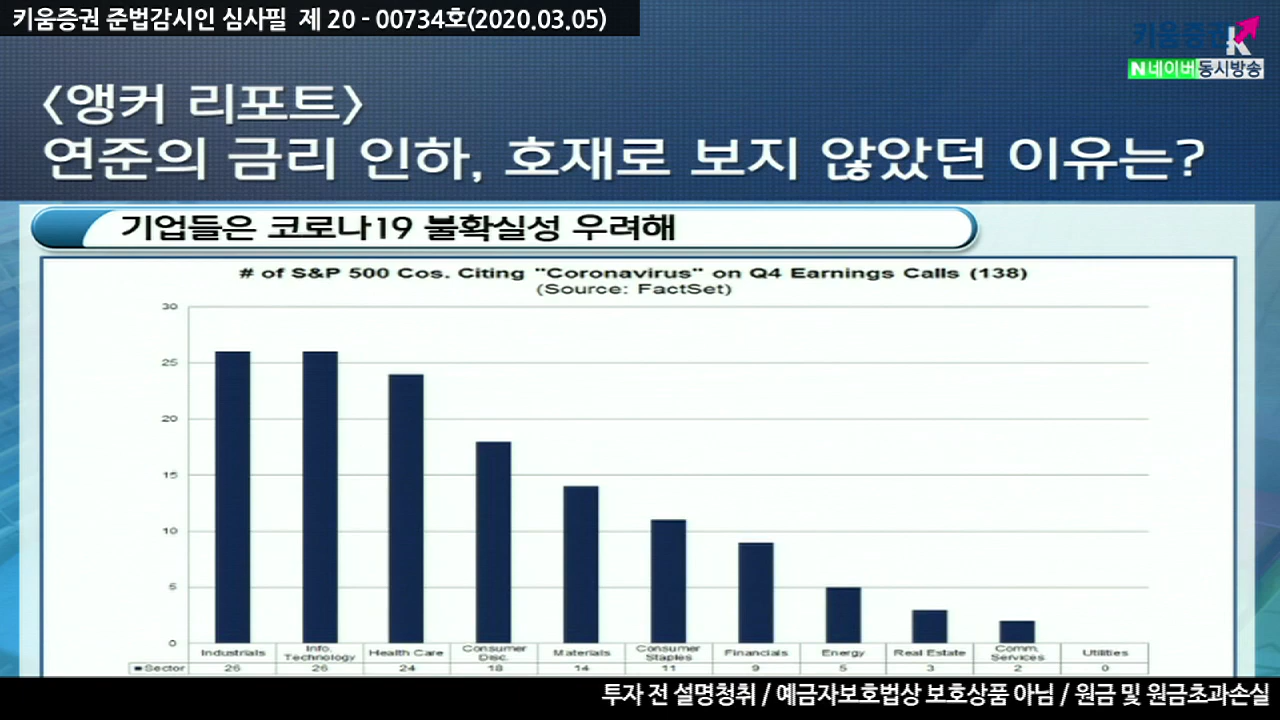 키움증권 준법감시인 심사필 제 20 - 00734호(2020.03.05)
키움증권
N 네이버 동시방송
<앵커 리포트>
연준의 금리 인하, 호재로 보지 않았던 이유는?
기업들은 코로나19 불확실성 우려해
# of S&P 500 Cos. Citing "Coronavirus" on Q4 Earnings Calls (138)
(Source: FactSet)
30
25
20
15
10
5
0
Industrials Info. Technology Health Care Consumer Disc. Materials Consumer Staples Financials Energy Real Estate Comm. Services Utilities
Sector 26 26 24 18 14 11 9 5 3 2 0
투자 전 설명청취 / 예금자보호법상 보호상품 아님 / 원금 및 원금초과손실